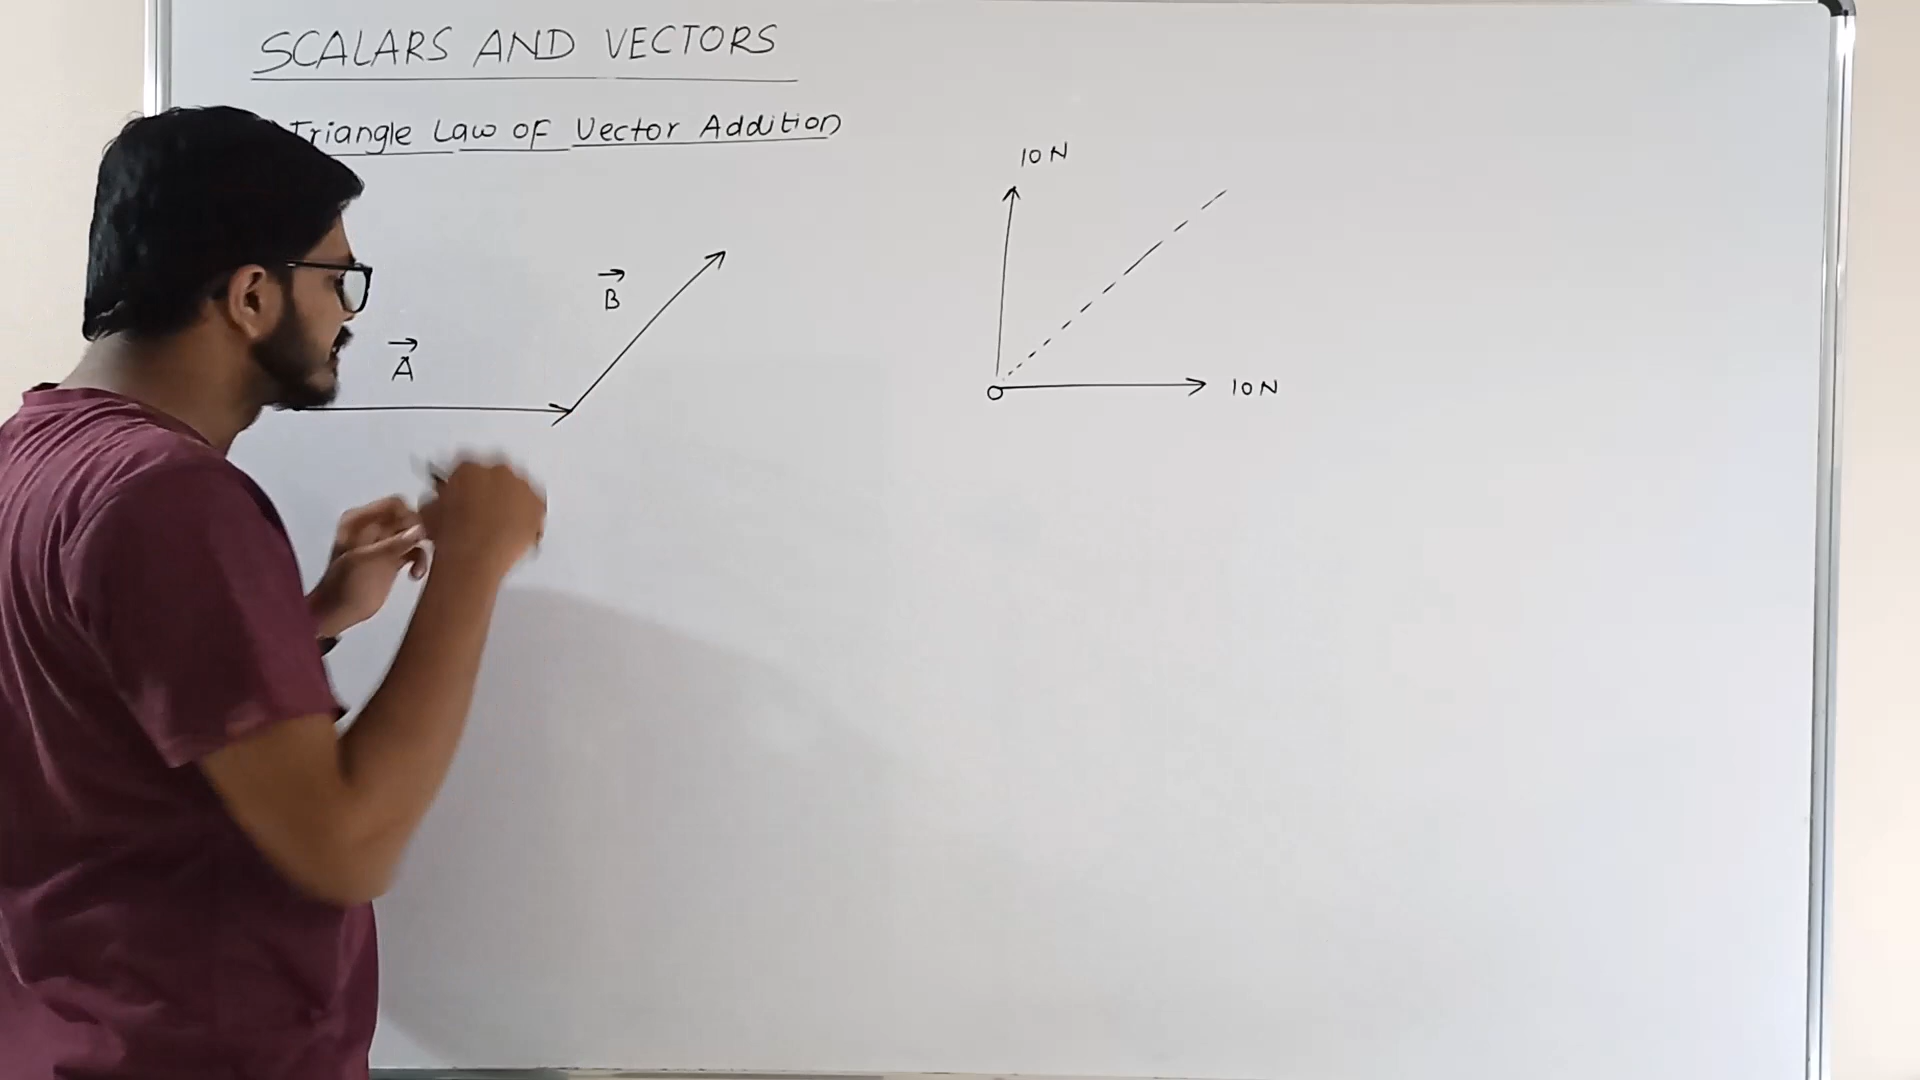 SCALARS AND VECTORS
Triangle Law OF Vector Addition
10 N
B
A
10 N